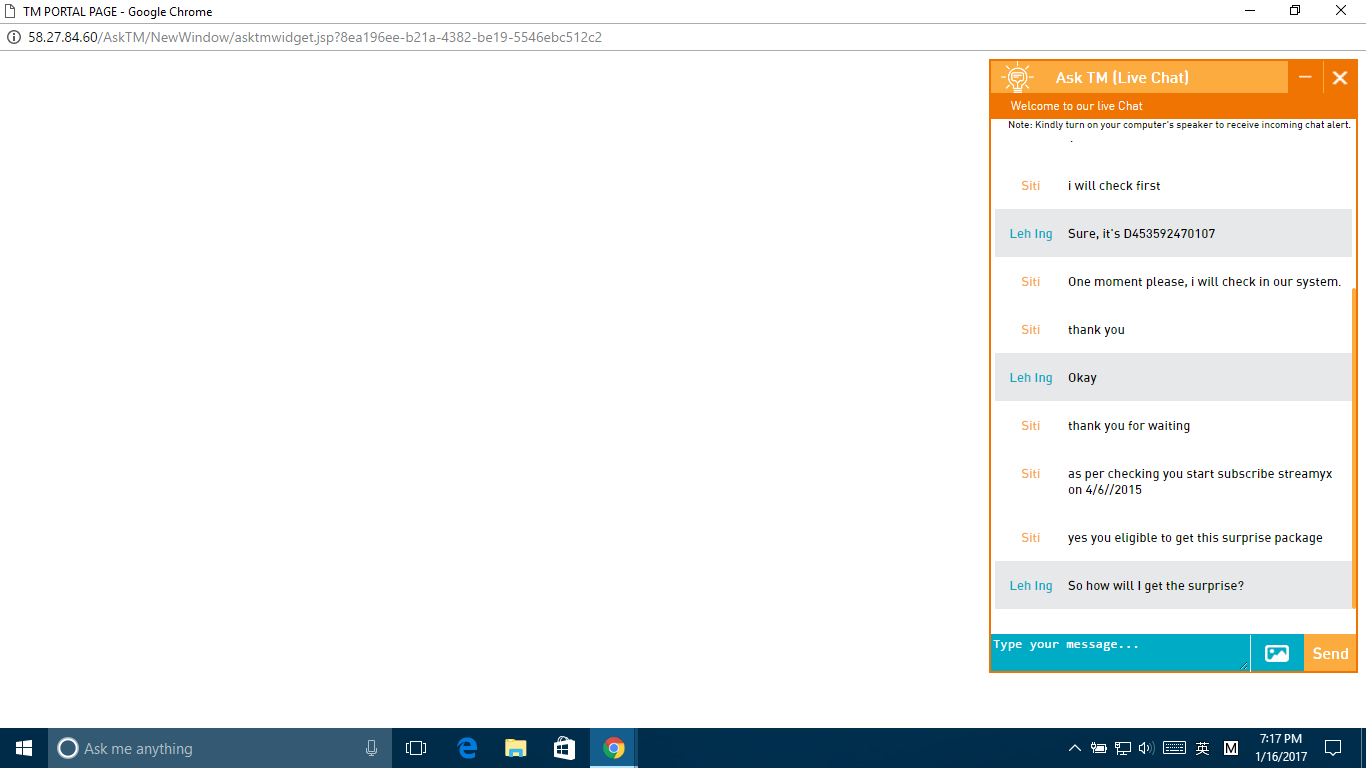 TM PORTAL PAGE - Google Chrome
58.27.84.60/AskTM/NewWindow/asktmwidget.jsp?8ea196ee-b21a-4382-be19-5546ebc512c2
Ask TM (Live Chat)
Welcome to our live Chat
Note: Kindly turn on your computer's speaker to receive incoming chat alert.
.
Siti i will check first
Leh Ing Sure, it's D453592470107
Siti One moment please, i will check in our system.
Siti thank you
Leh Ing Okay
Siti thank you for waiting
Siti as per checking you start subscribe streamyx
on 4/6//2015
Siti yes you eligible to get this surprise package
Leh Ing So how will I get the surprise?
Type your message...
Send
Ask me anything
英
M
7:17 PM
1/16/2017